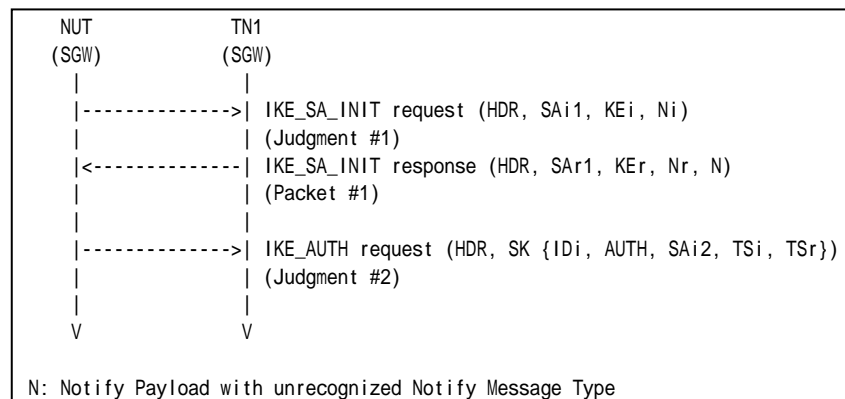 NUT TN1
(SGW) (SGW)
| |
|-------------->| IKE_SA_INIT request (HDR, SAi1, KEi, Ni)
| | (Judgment #1)
|<--------------| IKE_SA_INIT response (HDR, SAr1, KEr, Nr, N)
| | (Packet #1)
| |
|-------------->| IKE_AUTH request (HDR, SK {IDi, AUTH, SAi2, TSi, TSr})
| | (Judgment #2)
| |
V V
N: Notify Payload with unrecognized Notify Message Type